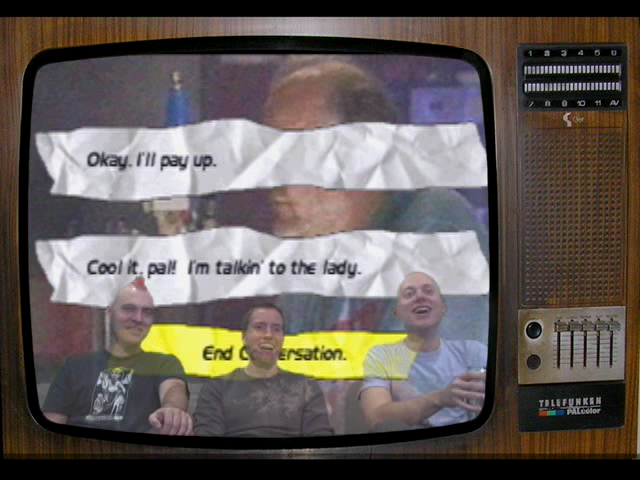 1 2 3 4 5 6
7 8 9 10 11 AV
Okay. I'll pay up.
Cool it, pal! I'm talkin' to the lady.
End Conversation.
TELEFUNKEN
PALcolor